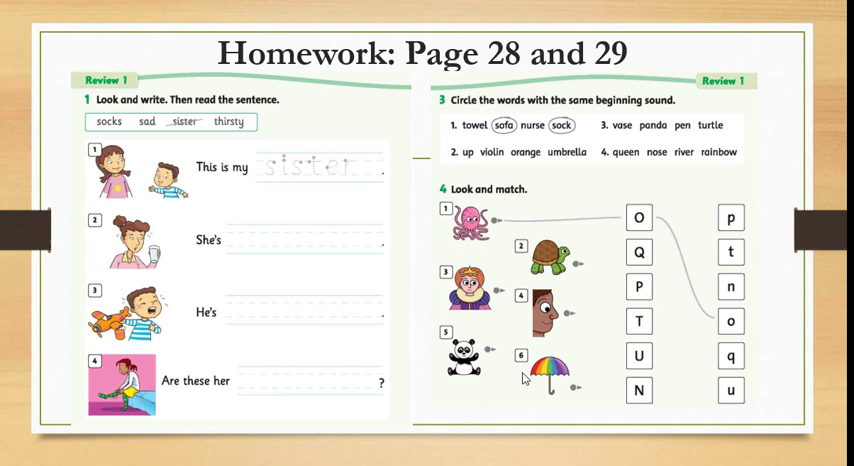 Homework: Page 28 and 29
Review 1
1 Look and write. Then read the sentence.
socks sad sister thirsty
1
This is my sister.
2
She's .
3
He's .
4
Are these her ?
Review 1
3 Circle the words with the same beginning sound.
1. towel sofa nurse sock
3. vase panda pen turtle
2. up violin orange umbrella
4. queen nose river rainbow
4 Look and match.
1
2
3
4
5
6
O p
Q t
P n
T o
U q
N u